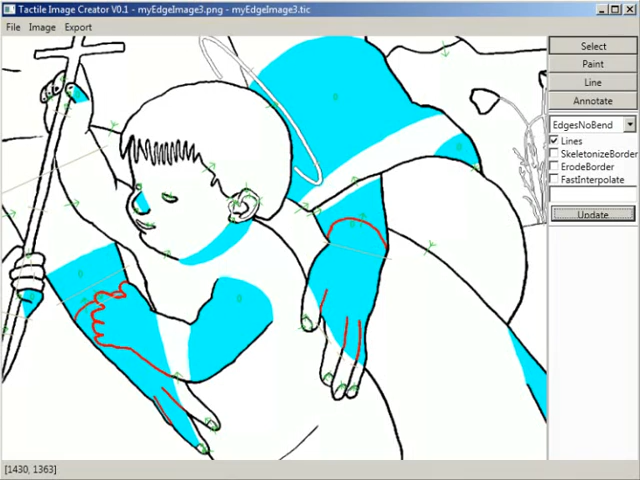 Tactile Image Creator V0.1 - myEdgeImage3.png - myEdgeImage3.tic
File Image Export
Select
Paint
Line
Annotate
EdgesNoBend
Lines
SkeletonizeBorder
ErodeBorder
FastInterpolate
Update
[1430, 1363]